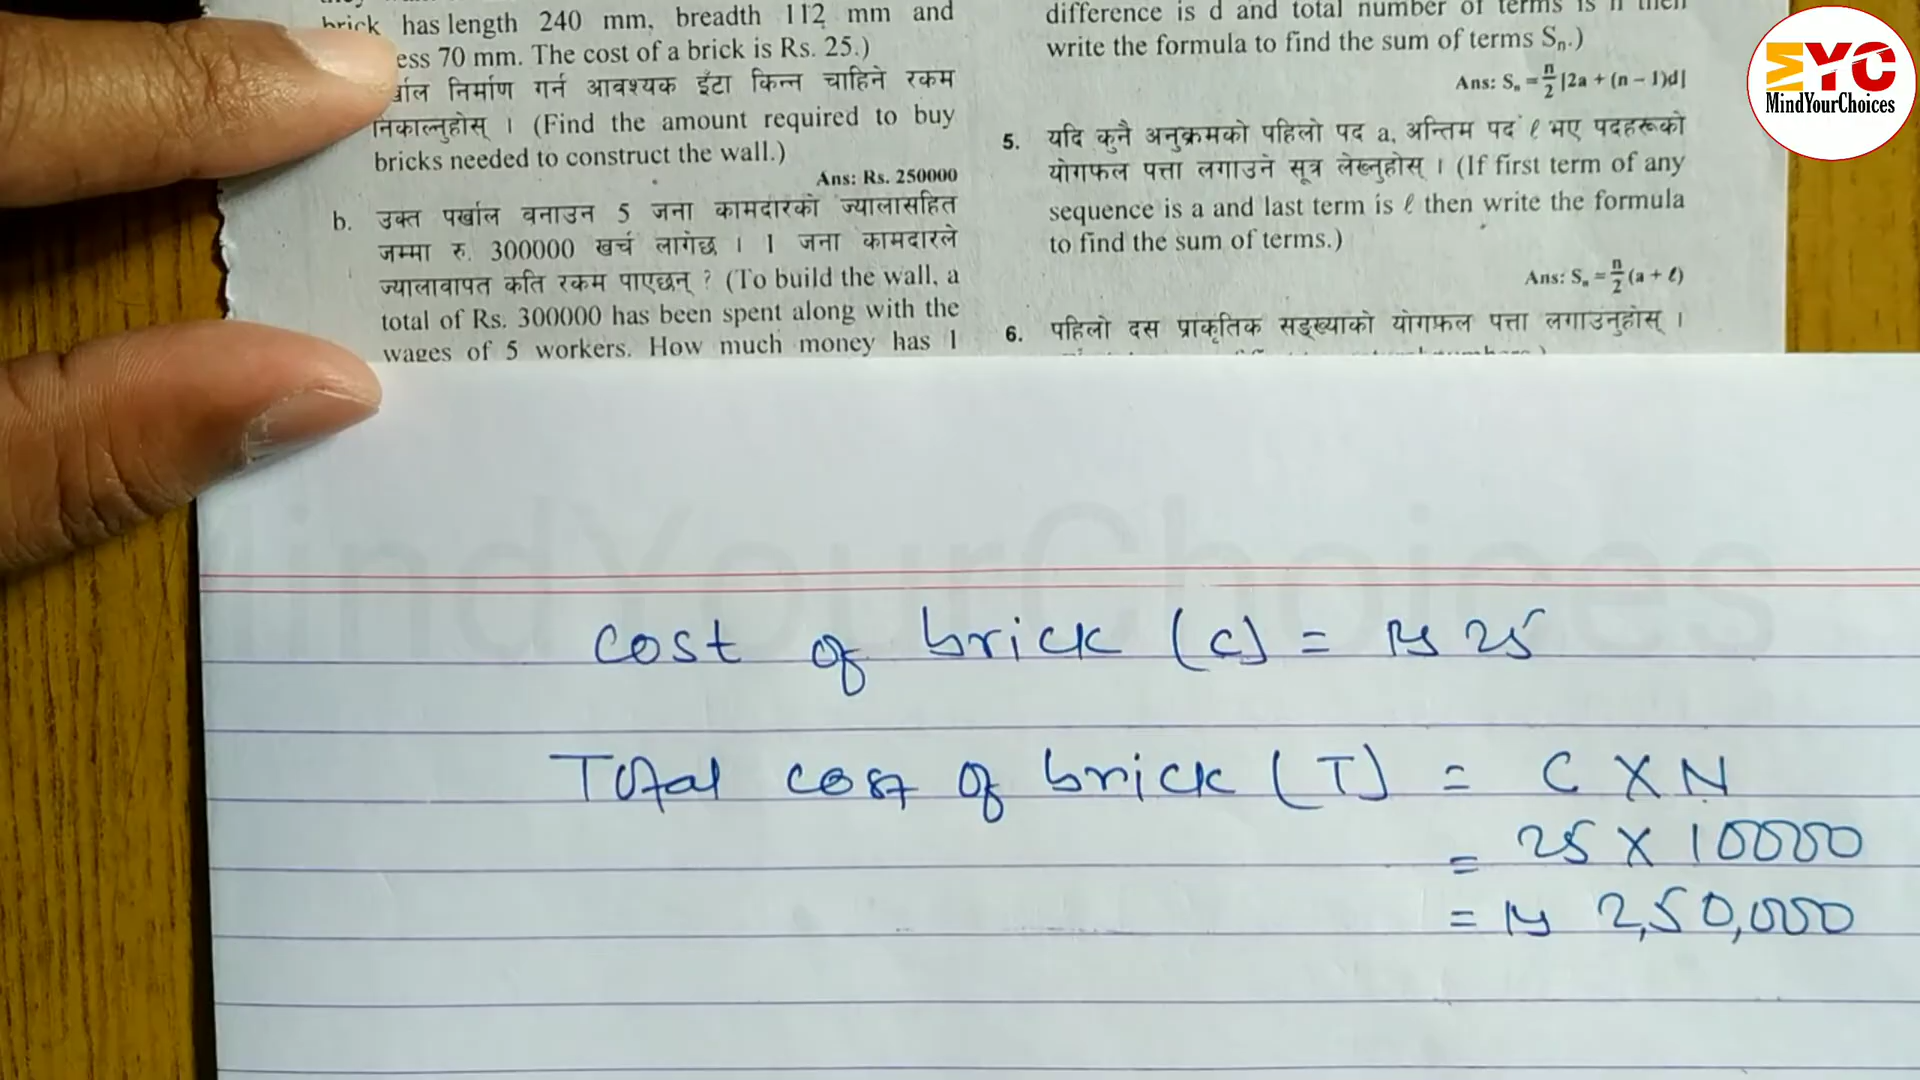 brick has length 240 mm, breadth 112 mm and
ess 70 mm. The cost of a brick is Rs. 25.)
र्खाल निर्माण गर्न आवश्यक इँटा किन्न चाहिने रकम
निकाल्नुहोस् । (Find the amount required to buy
bricks needed to construct the wall.)
Ans: Rs. 250000
b. उक्त पर्खाल बनाउन 5 जना कामदारको ज्यालासहित
जम्मा रु. 300000 खर्च लागेछ । 1 जना कामदारले
ज्यालाबापत कति रकम पाएछन् ? (To build the wall, a
total of Rs. 300000 has been spent along with the
wages of 5 workers. How much money has 1
difference is d and total number of terms is n then
write the formula to find the sum of terms Sn.)
Ans: Sn = n/2 [2a + (n – 1)d]
5. यदि कुनै अनुक्रमको पहिलो पद a, अन्तिम पद ℓ भए पदहरूको
योगफल पत्ता लगाउने सूत्र लेख्नुहोस् । (If first term of any
sequence is a and last term is ℓ then write the formula
to find the sum of terms.)
Ans: Sn = n/2 (a + ℓ)
6. पहिलो दस प्राकृतिक सङ्ख्याको योगफल पत्ता लगाउनुहोस् ।
MYC
MindYourChoices
MindYourChoices
Cost of brick (C) = Rs 25
Total cost of brick (T) = C X N
= 25 X 10000
= Rs 2,50,000